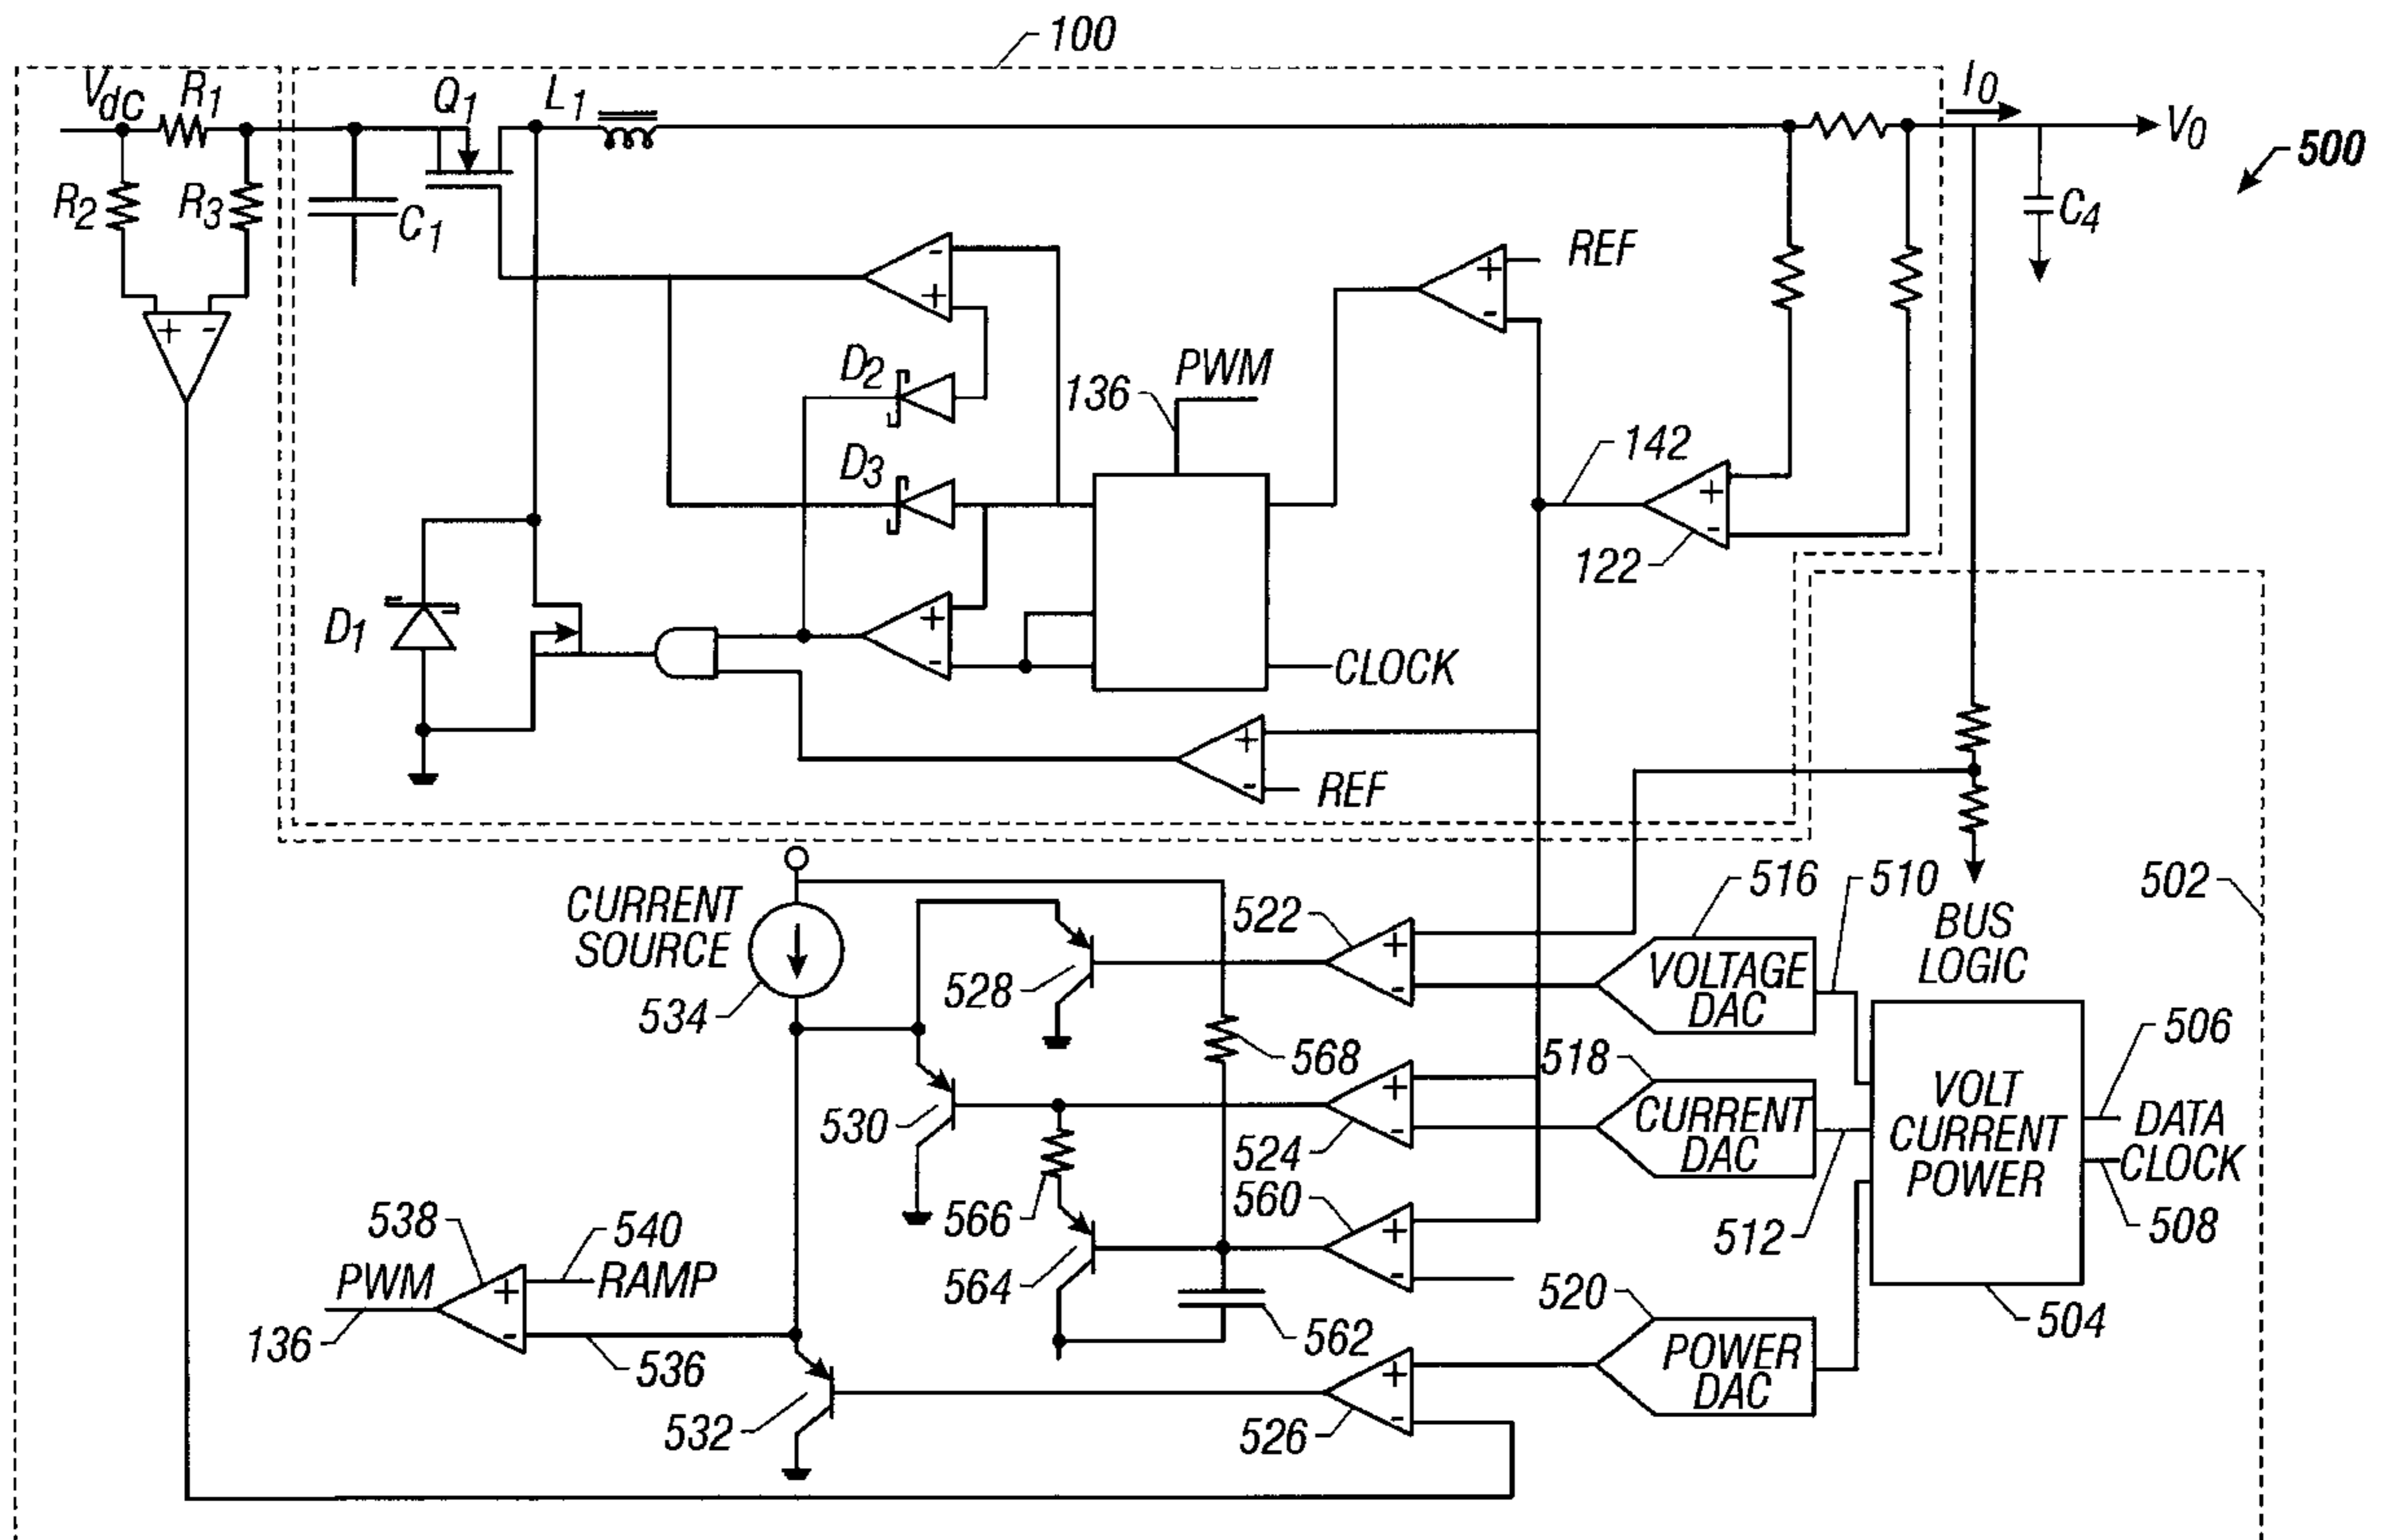 100
Vdc
R1
Q1
L1
I0
V0
500
R2
R3
C1
C4
-
+
+
-
REF
+ -
D2
PWM
136
D3
142
+
-
122
D1
+
-
CLOCK
+
-
REF
502
CURRENT
SOURCE
534
522
+
-
516
510
VOLTAGE
DAC
BUS
LOGIC
528
568
518
506
530
+
-
524
CURRENT
DAC
VOLT
CURRENT
POWER
DATA
CLOCK
566
560
512
508
538
540
PWM
RAMP
+
-
136
536
564
+
-
562
520
504
POWER
DAC
532
+
-
526